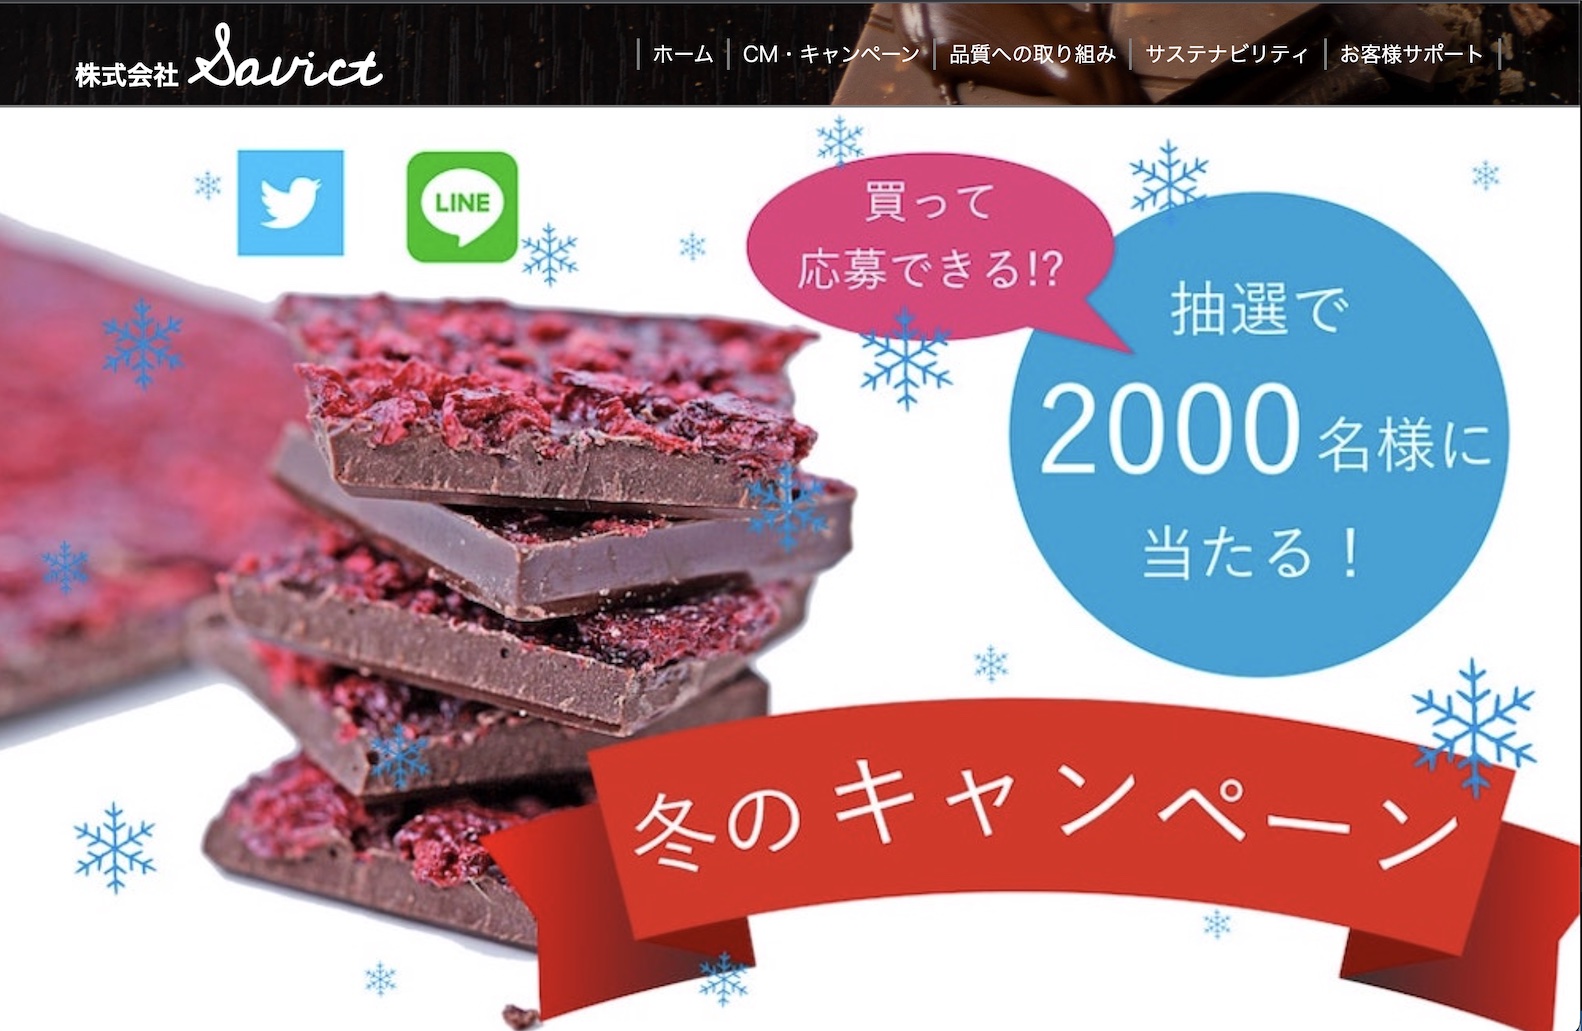 株式会社 Savict
ホーム
CM・キャンペーン
品質への取り組み
サステナビリティ
お客様サポート
LINE
買って
応募できる!?
抽選で
2000名様に
当たる！
冬のキャンペーン